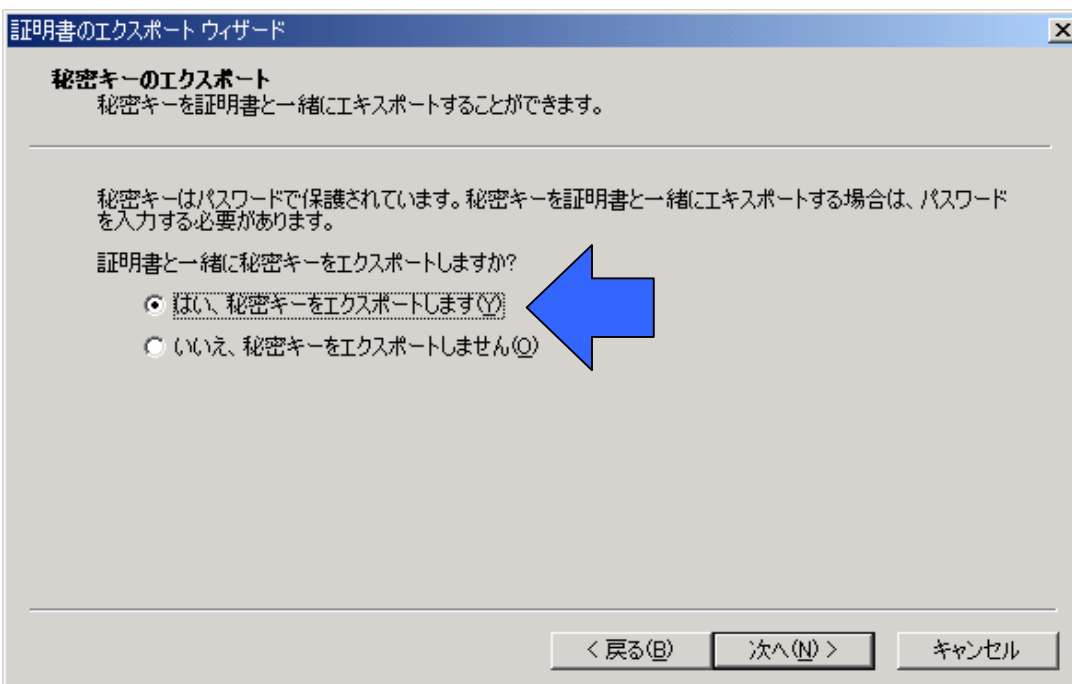 証明書のエクスポート ウィザード
秘密キーのエクスポート
秘密キーを証明書と一緒にエキスポートすることができます。
秘密キーはパスワードで保護されています。秘密キーを証明書と一緒にエキスポートする場合は、パスワード
を入力する必要があります。
証明書と一緒に秘密キーをエクスポートしますか?
はい、秘密キーをエクスポートします(Y)
いいえ、秘密キーをエクスポートしません(O)
< 戻る(B) 次へ(N) > キャンセル